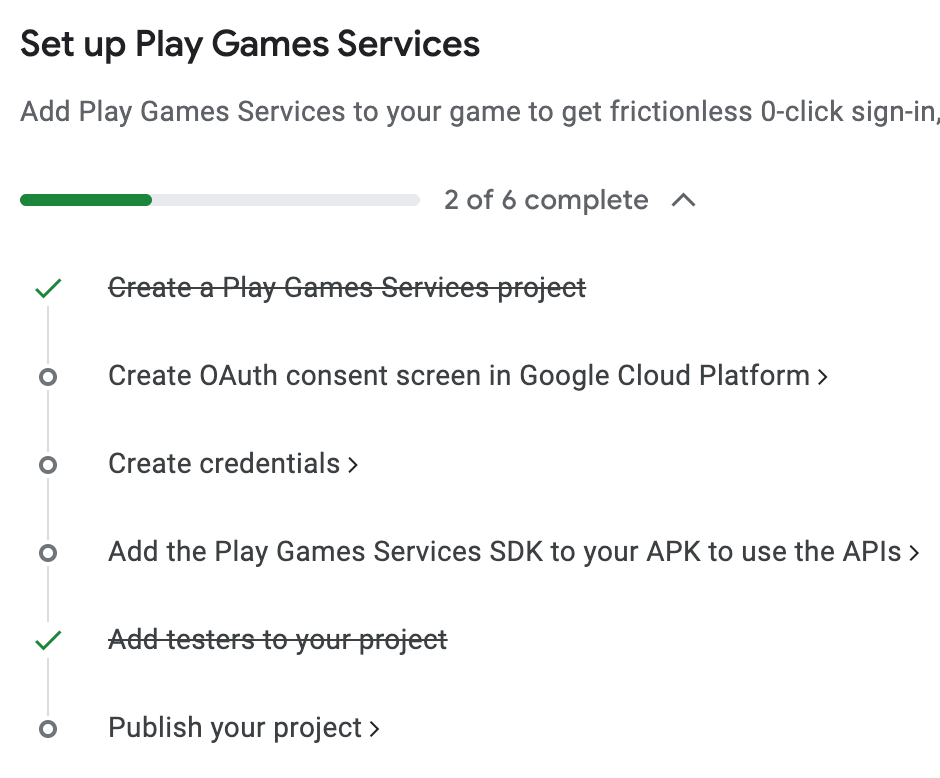 Set up Play Games Services
Add Play Games Services to your game to get frictionless 0-click sign-in,
2 of 6 complete
Create a Play Games Services project
Create OAuth consent screen in Google Cloud Platform
Create credentials
Add the Play Games Services SDK to your APK to use the APIs
Add testers to your project
Publish your project